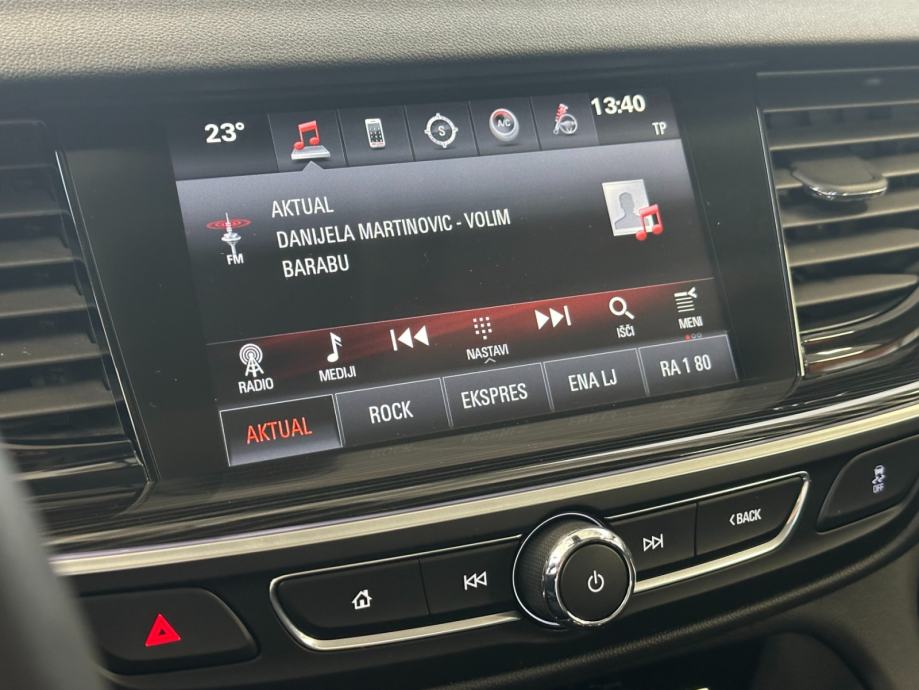 23°
S
A/C
13:40
TP
FM
AKTUAL
DANIJELA MARTINOVIC - VOLIM
BARABU
RADIO
MEDIJI
NASTAVI
IŠČI
MENI
AKTUAL
ROCK
EKSPRES
ENA LJ
RA 1 80
<BACK
OFF